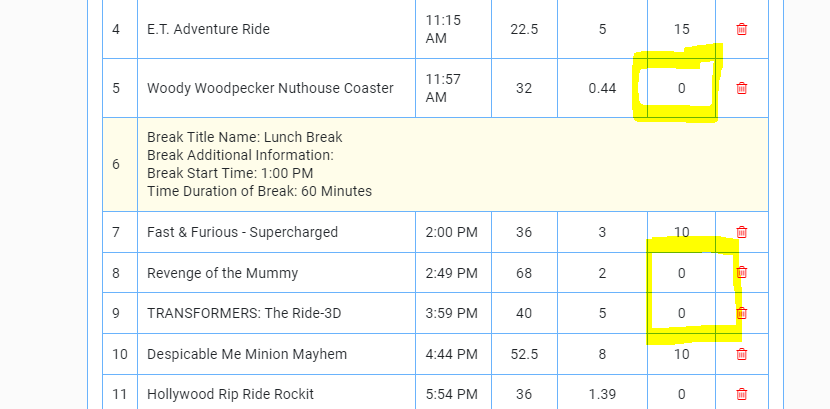 4 E.T. Adventure Ride 11:15 AM 22.5 5 15
5 Woody Woodpecker Nuthouse Coaster 11:57 AM 32 0.44 0
6 Break Title Name: Lunch Break
Break Additional Information:
Break Start Time: 1:00 PM
Time Duration of Break: 60 Minutes
7 Fast & Furious - Supercharged 2:00 PM 36 3 10
8 Revenge of the Mummy 2:49 PM 68 2 0
9 TRANSFORMERS: The Ride-3D 3:59 PM 40 5 0
10 Despicable Me Minion Mayhem 4:44 PM 52.5 8 10
11 Hollywood Rip Ride Rockit 5:54 PM 36 1.39 0